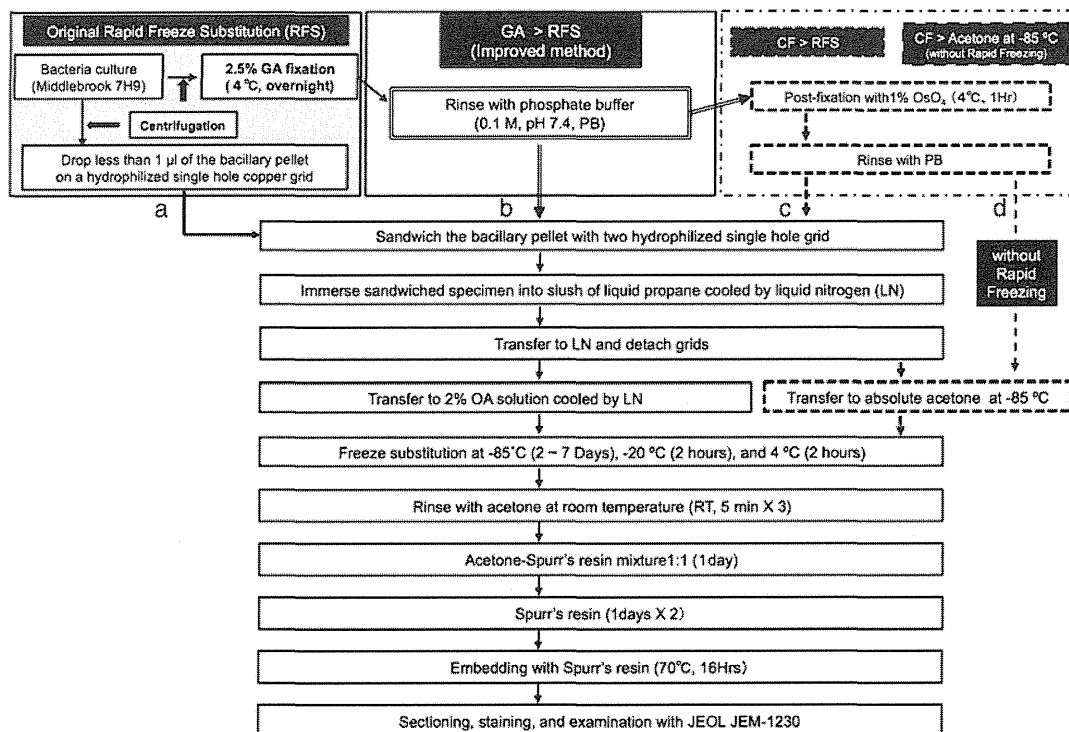 Original Rapid Freeze Substitution (RFS)
Bacteria culture
(Middlebrook 7H9)
2.5% GA fixation
(4℃, overnight)
Centrifugation
Drop less than 1 µl of the bacillary pellet
on a hydrophilized single hole copper grid
a
GA > RFS
(Improved method)
Rinse with phosphate buffer
(0.1 M, pH 7.4, PB)
b
CF > RFS
CF > Acetone at -85 ºC
(without Rapid Freezing)
Post-fixation with1% OsO₄ (4℃, 1Hr)
Rinse with PB
c
d
without
Rapid
Freezing
Sandwich the bacillary pellet with two hydrophilized single hole grid
Immerse sandwiched specimen into slush of liquid propane cooled by liquid nitrogen (LN)
Transfer to LN and detach grids
Transfer to 2% OA solution cooled by LN
Transfer to absolute acetone at -85 ºC
Freeze substitution at -85˚C (2 – 7 Days), -20 ºC (2 hours), and 4 ºC (2 hours)
Rinse with acetone at room temperature (RT, 5 min X 3)
Acetone-Spurr's resin mixture1:1 (1day)
Spurr's resin (1days X 2)
Embedding with Spurr's resin (70℃, 16Hrs)
Sectioning, staining, and examination with JEOL JEM-1230